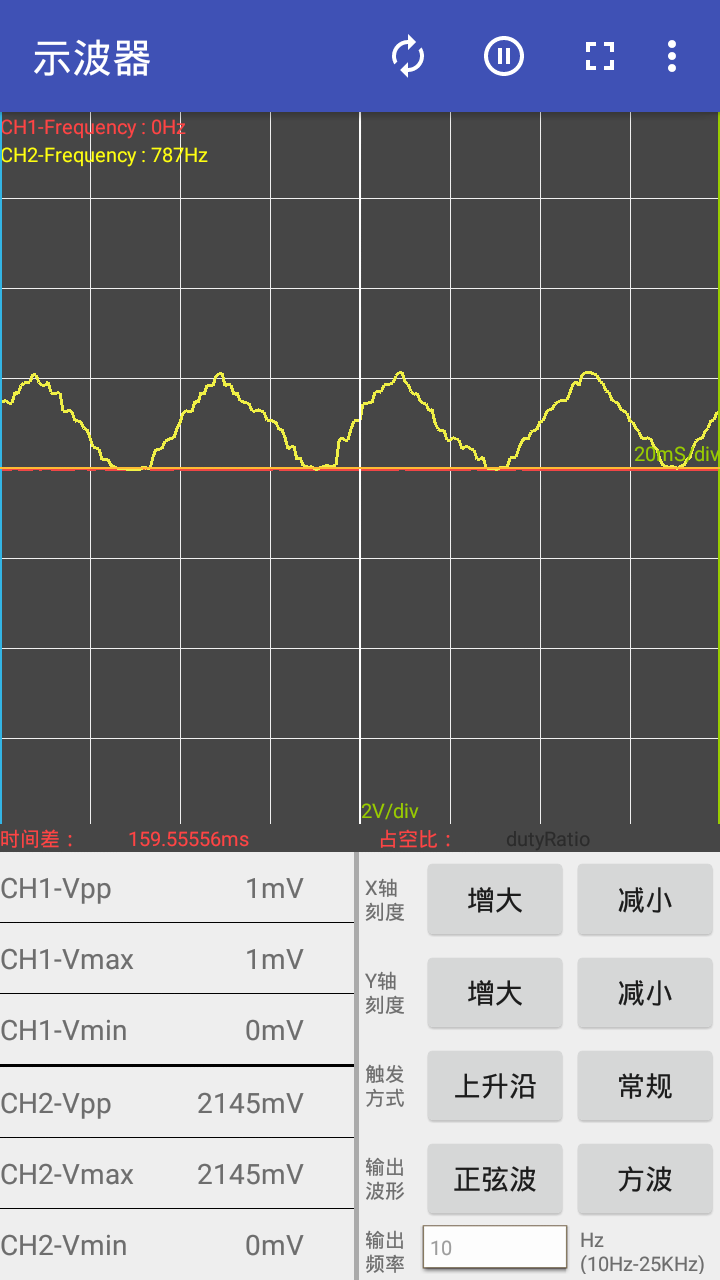 示波器
CH1-Frequency : 0Hz
CH2-Frequency : 787Hz
20mS/div
2V/div
时间差： 159.55556ms 占空比： dutyRatio
CH1-Vpp 1mV
CH1-Vmax 1mV
CH1-Vmin 0mV
CH2-Vpp 2145mV
CH2-Vmax 2145mV
CH2-Vmin 0mV
X轴
刻度
增大 减小
Y轴
刻度
增大 减小
触发
方式
上升沿 常规
输出
波形
正弦波 方波
输出
频率
10
Hz
(10Hz-25KHz)